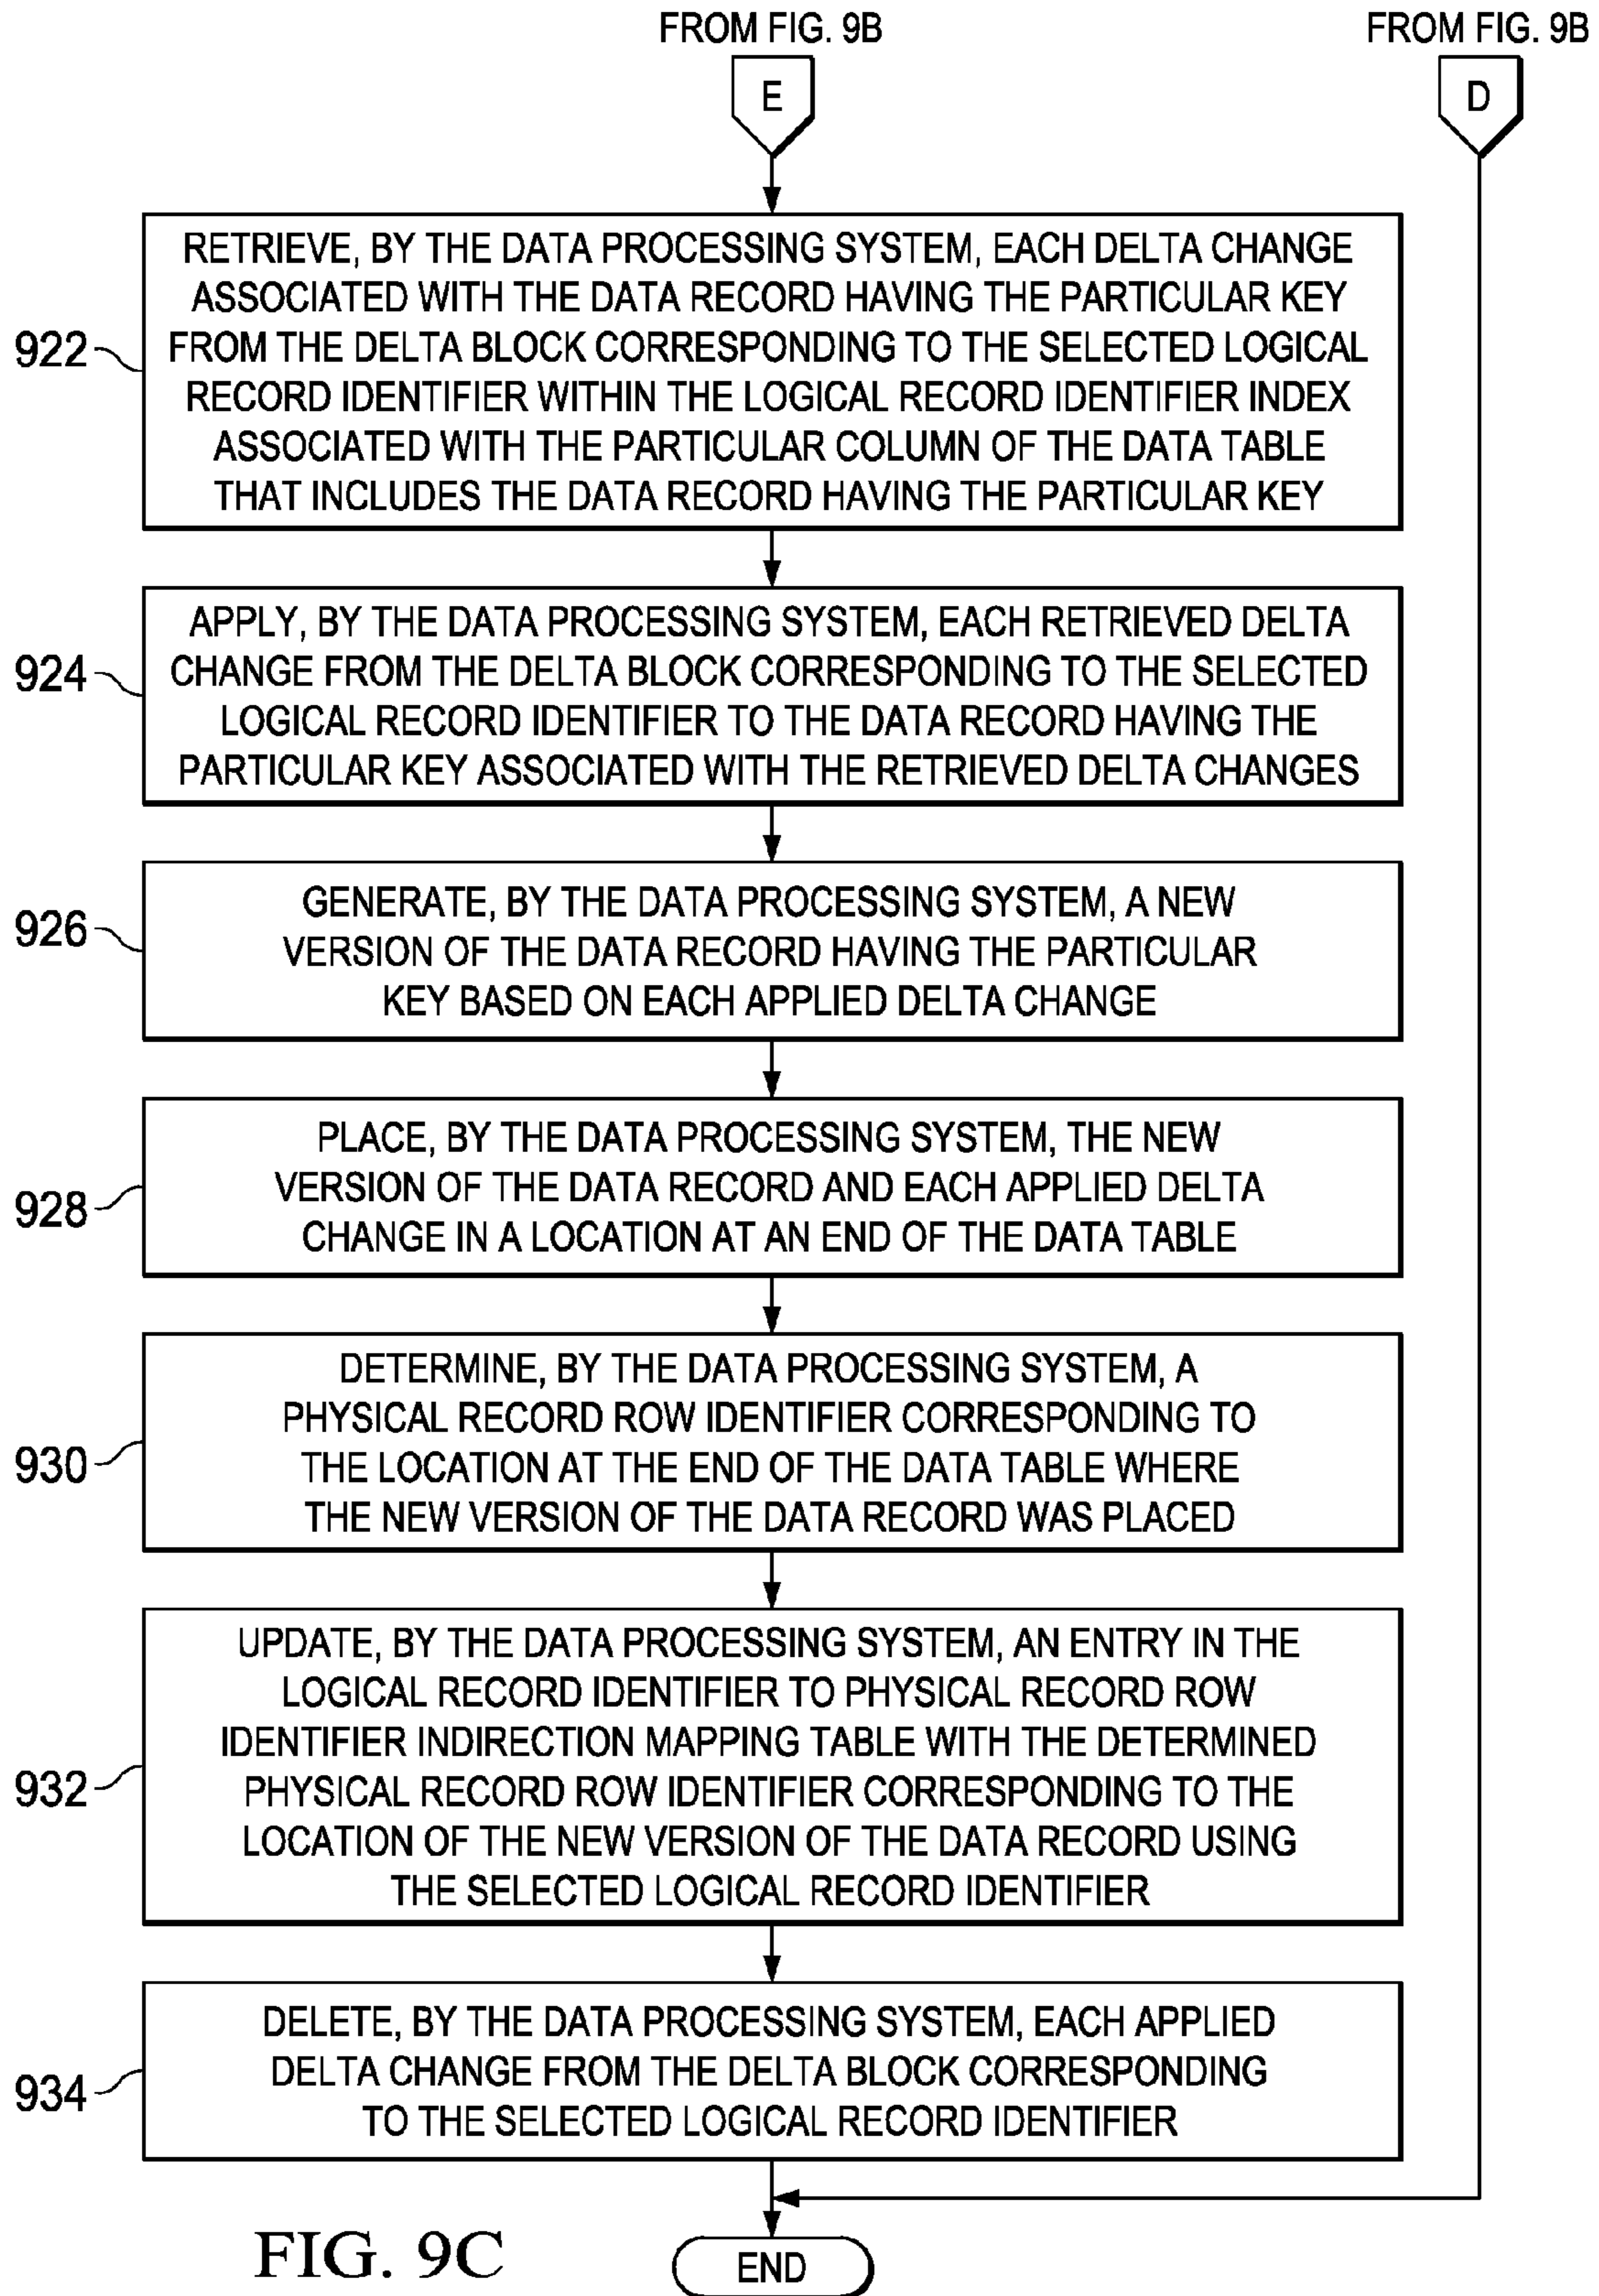 FROM FIG. 9B
FROM FIG. 9B
E
D
RETRIEVE, BY THE DATA PROCESSING SYSTEM, EACH DELTA CHANGE
ASSOCIATED WITH THE DATA RECORD HAVING THE PARTICULAR KEY
FROM THE DELTA BLOCK CORRESPONDING TO THE SELECTED LOGICAL
RECORD IDENTIFIER WITHIN THE LOGICAL RECORD IDENTIFIER INDEX
ASSOCIATED WITH THE PARTICULAR COLUMN OF THE DATA TABLE
THAT INCLUDES THE DATA RECORD HAVING THE PARTICULAR KEY
922
APPLY, BY THE DATA PROCESSING SYSTEM, EACH RETRIEVED DELTA
CHANGE FROM THE DELTA BLOCK CORRESPONDING TO THE SELECTED
LOGICAL RECORD IDENTIFIER TO THE DATA RECORD HAVING THE
PARTICULAR KEY ASSOCIATED WITH THE RETRIEVED DELTA CHANGES
924
GENERATE, BY THE DATA PROCESSING SYSTEM, A NEW
VERSION OF THE DATA RECORD HAVING THE PARTICULAR
KEY BASED ON EACH APPLIED DELTA CHANGE
926
PLACE, BY THE DATA PROCESSING SYSTEM, THE NEW
VERSION OF THE DATA RECORD AND EACH APPLIED DELTA
CHANGE IN A LOCATION AT AN END OF THE DATA TABLE
928
DETERMINE, BY THE DATA PROCESSING SYSTEM, A
PHYSICAL RECORD ROW IDENTIFIER CORRESPONDING TO
THE LOCATION AT THE END OF THE DATA TABLE WHERE
THE NEW VERSION OF THE DATA RECORD WAS PLACED
930
UPDATE, BY THE DATA PROCESSING SYSTEM, AN ENTRY IN THE
LOGICAL RECORD IDENTIFIER TO PHYSICAL RECORD ROW
IDENTIFIER INDIRECTION MAPPING TABLE WITH THE DETERMINED
PHYSICAL RECORD ROW IDENTIFIER CORRESPONDING TO THE
LOCATION OF THE NEW VERSION OF THE DATA RECORD USING
THE SELECTED LOGICAL RECORD IDENTIFIER
932
DELETE, BY THE DATA PROCESSING SYSTEM, EACH APPLIED
DELTA CHANGE FROM THE DELTA BLOCK CORRESPONDING
TO THE SELECTED LOGICAL RECORD IDENTIFIER
934
FIG. 9C
END